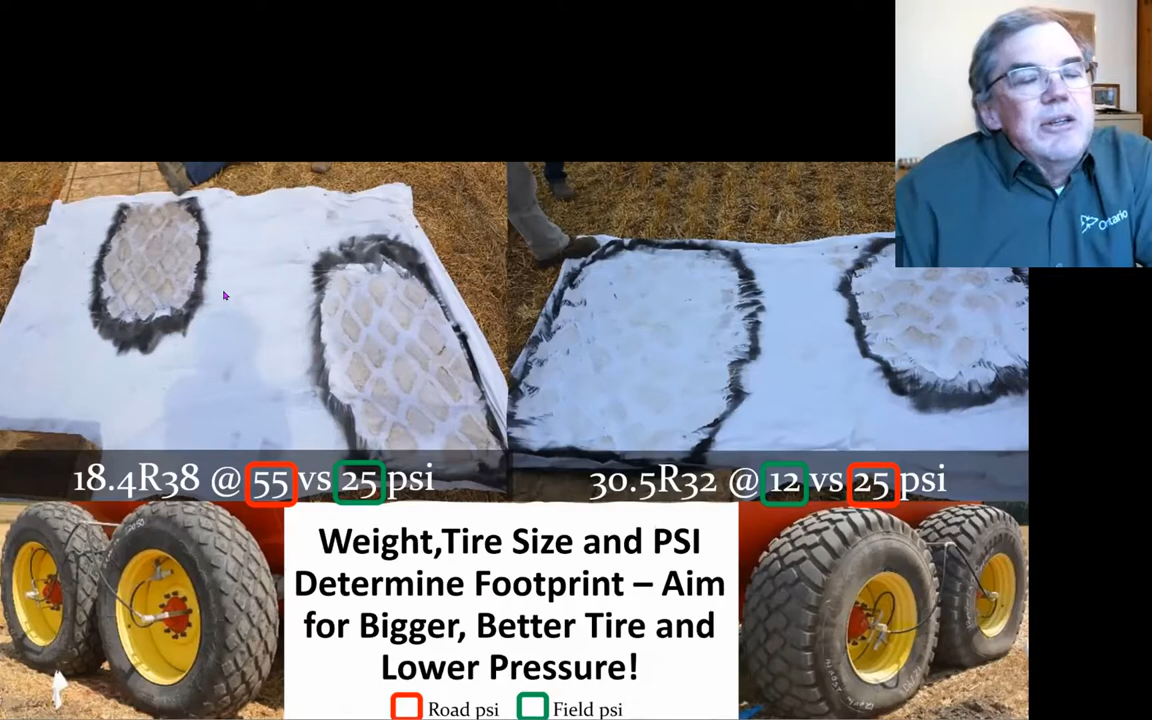 Ontario
18.4R38 @ 55 vs 25 psi
30.5R32 @ 12 vs 25 psi
Weight,Tire Size and PSI
Determine Footprint – Aim
for Bigger, Better Tire and
Lower Pressure!
Road psi
Field psi